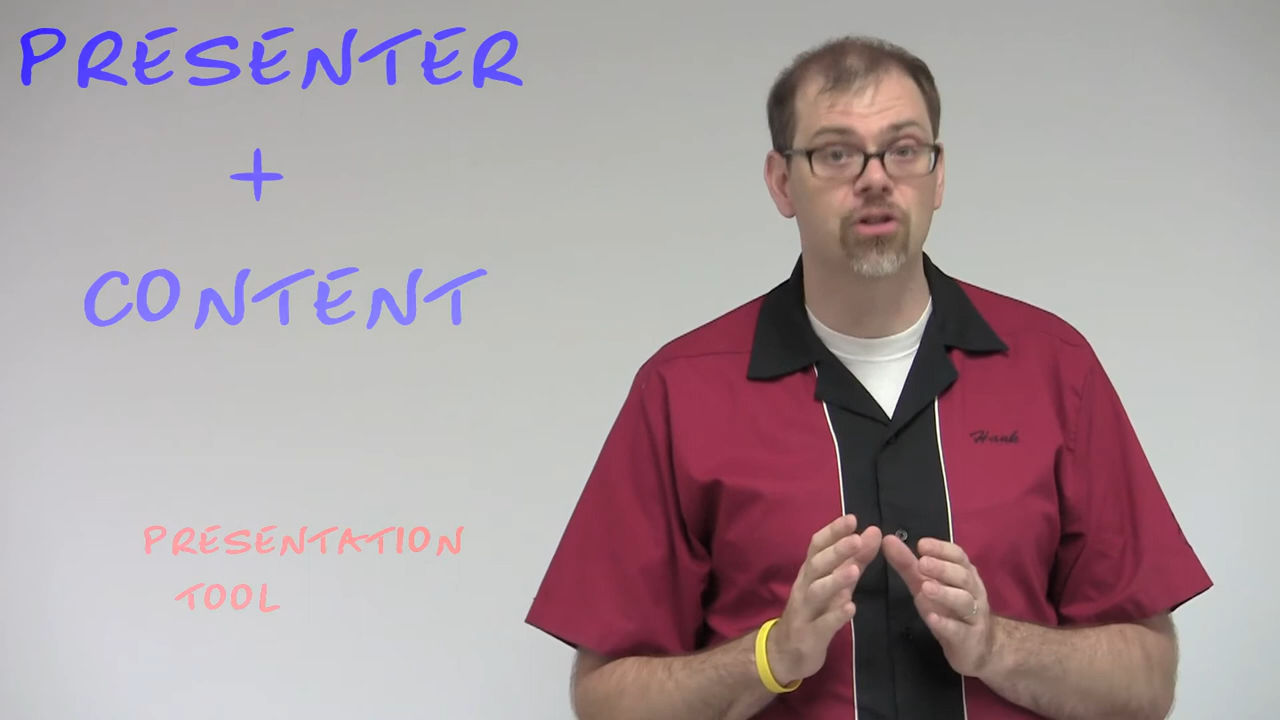 PRESENTER
+
CONTENT
Hank
PRESENTATION
TOOL